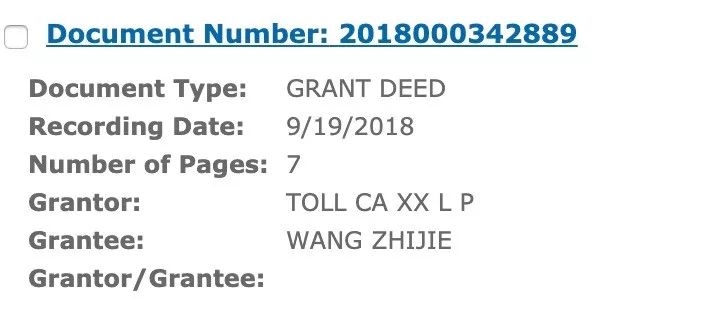 Document Number: 2018000342889
Document Type: GRANT DEED
Recording Date: 9/19/2018
Number of Pages: 7
Grantor: TOLL CA XX L P
Grantee: WANG ZHIJIE
Grantor/Grantee: